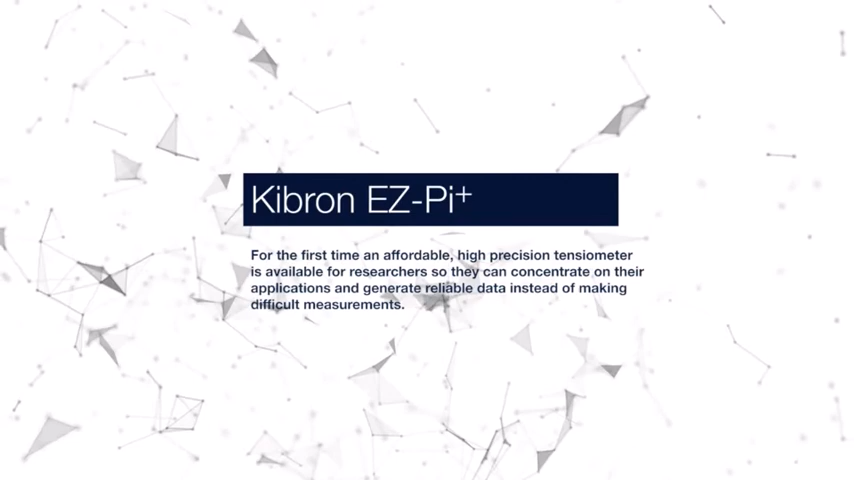 Kibron EZ-Pi⁺
For the first time an affordable, high precision tensiometer
is available for researchers so they can concentrate on their
applications and generate reliable data instead of making
difficult measurements.